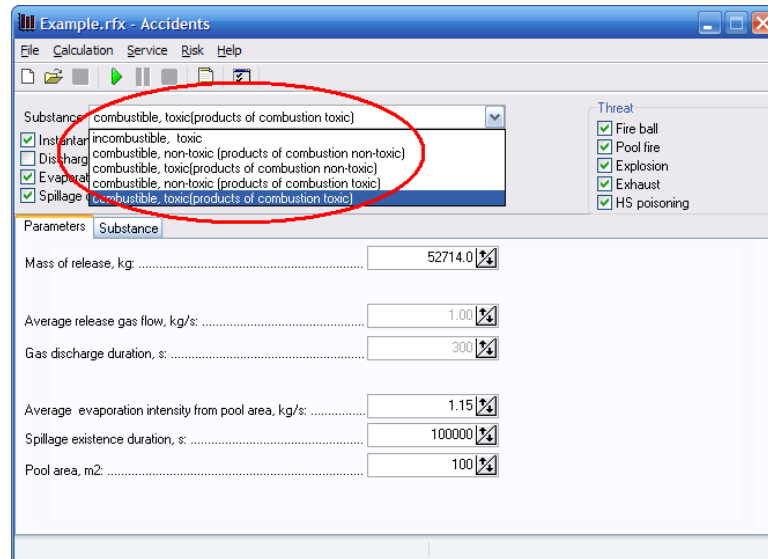 Example.rfx - Accidents
File Calculation Service Risk Help
Substance combustible, toxic(products of combustion toxic)
incombustible, toxic
combustible, non-toxic (products of combustion non-toxic)
combustible, toxic(products of combustion non-toxic)
combustible, non-toxic (products of combustion toxic)
combustible, toxic(products of combustion toxic)
Instantan
Discharg
Evaporat
Spillage
Threat
Fire ball
Pool fire
Explosion
Exhaust
HS poisoning
Parameters Substance
Mass of release, kg: 52714.0
Average release gas flow, kg/s: 1.00
Gas discharge duration, s: 300
Average evaporation intensity from pool area, kg/s: 1.15
Spillage existence duration, s: 100000
Pool area, m2: 100